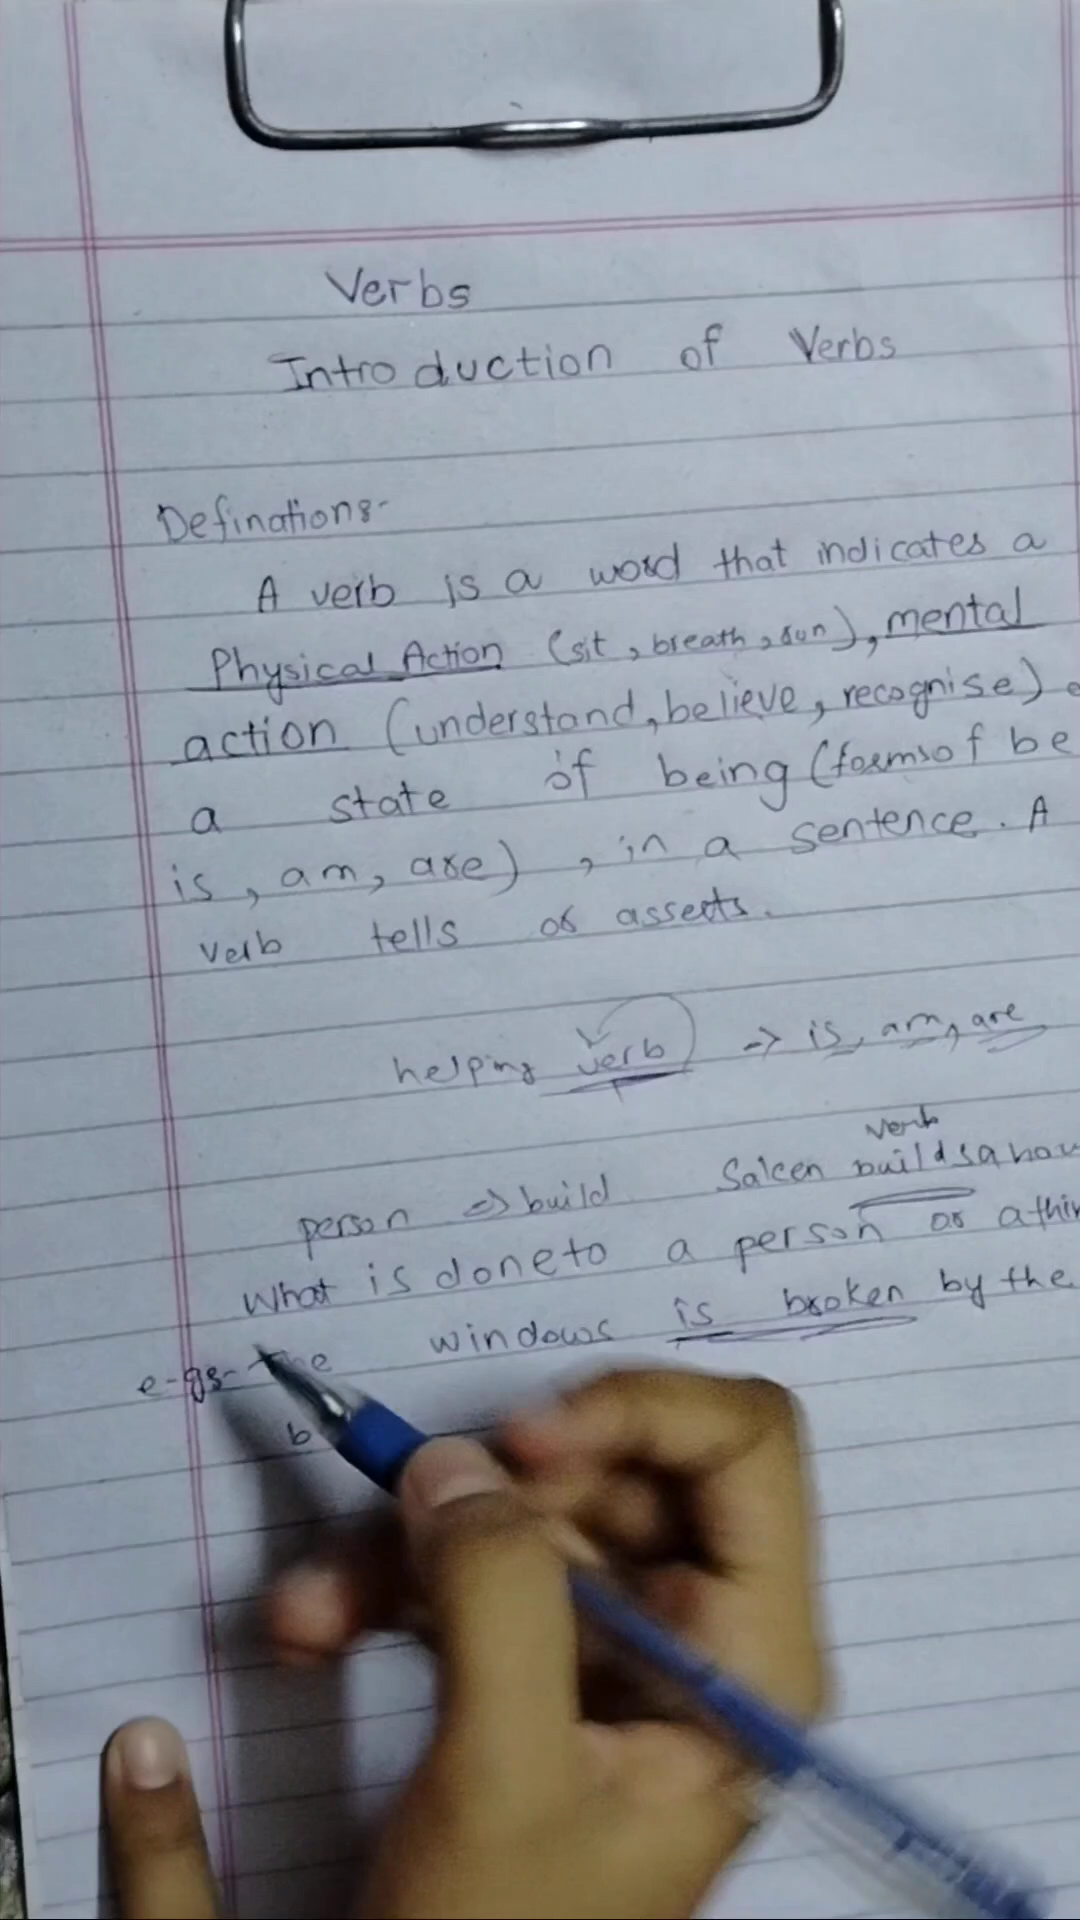 Verbs
Introduction of Verbs
Definations:-
A verb is a word that indicates a
Physical Action (sit, breath, run), mental
action (understand, believe, recognise)
a state of being (forms of be
is, am, are), in a sentence. A
verb tells or asserts.
helping verb → is, am, are
verb
person ⇒ build Saleen builds a hou
What is done to a person or a thin
e-g:- The windows is broken by the
b